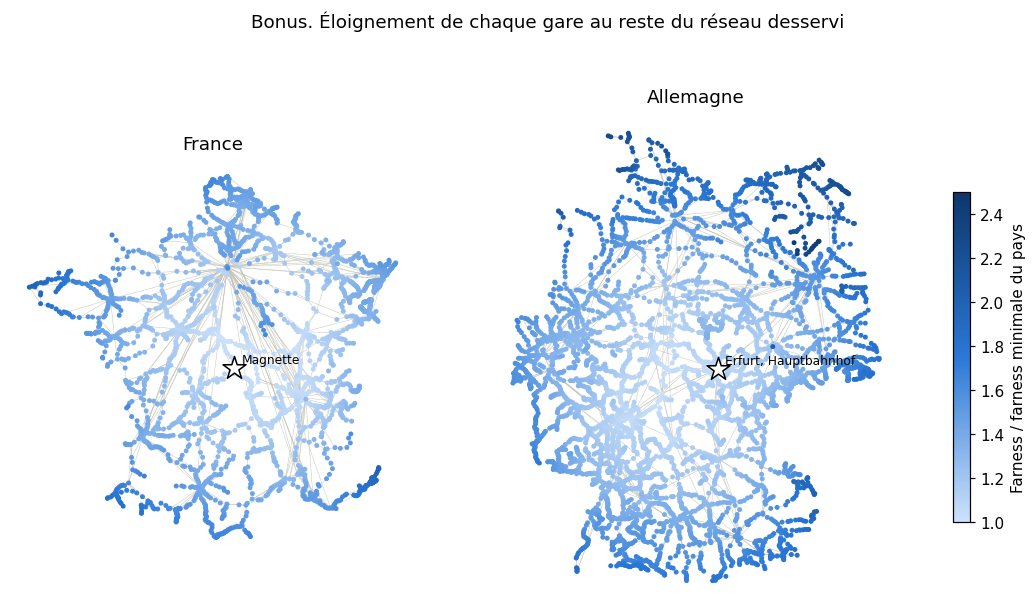 Bonus. Éloignement de chaque gare au reste du réseau desservi
France
Allemagne
Magnette
Erfurt, Hauptbahnhof
2.4
2.2
2.0
1.8
1.6
1.4
1.2
1.0
Farness / farness minimale du pays